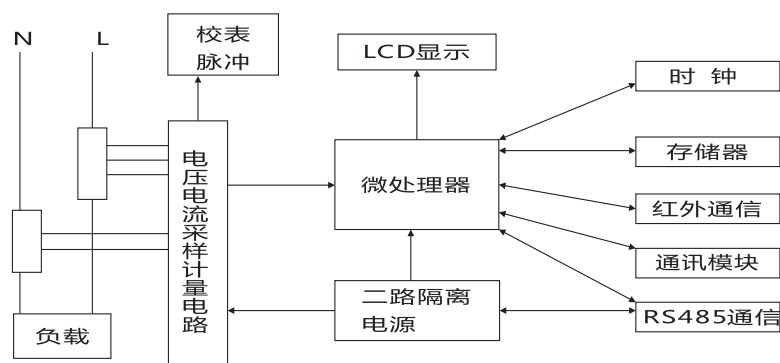 N
L
校表
脉冲
LCD显示
时 钟
电压电流采样计量电路
微处理器
存储器
红外通信
通讯模块
二路隔离
电源
RS485通信
负载